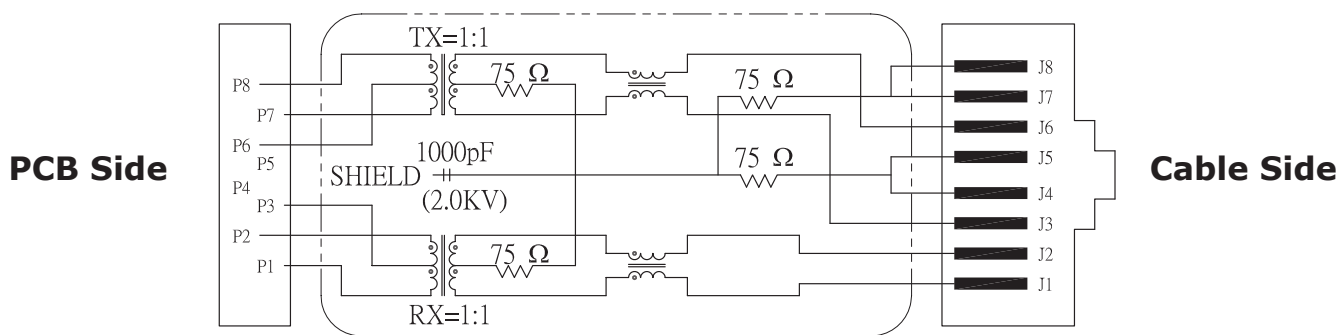 PCB Side
P8
P7
P6
P5
P4
P3
P2
P1
TX=1:1
75 Ω
1000pF
SHIELD
(2.0KV)
75 Ω
RX=1:1
75 Ω
75 Ω
J8
J7
J6
J5
J4
J3
J2
J1
Cable Side